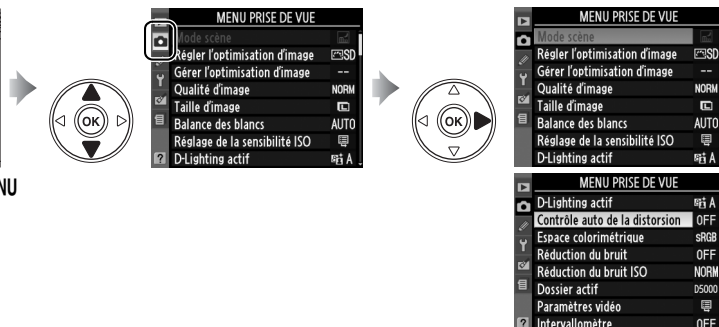 MENU PRISE DE VUE
Mode scène
Régler l'optimisation d'image SD
Gérer l'optimisation d'image --
Qualité d'image NORM
Taille d'image
Balance des blancs AUTO
Réglage de la sensibilité ISO
D-Lighting actif A
OK
OK
MENU PRISE DE VUE
Mode scène
Régler l'optimisation d'image SD
Gérer l'optimisation d'image --
Qualité d'image NORM
Taille d'image
Balance des blancs AUTO
Réglage de la sensibilité ISO
D-Lighting actif A
NU
MENU PRISE DE VUE
D-Lighting actif A
Contrôle auto de la distorsion OFF
Espace colorimétrique sRGB
Réduction du bruit OFF
Réduction du bruit ISO NORM
Dossier actif D5000
Paramètres vidéo
Intervallomètre OFF